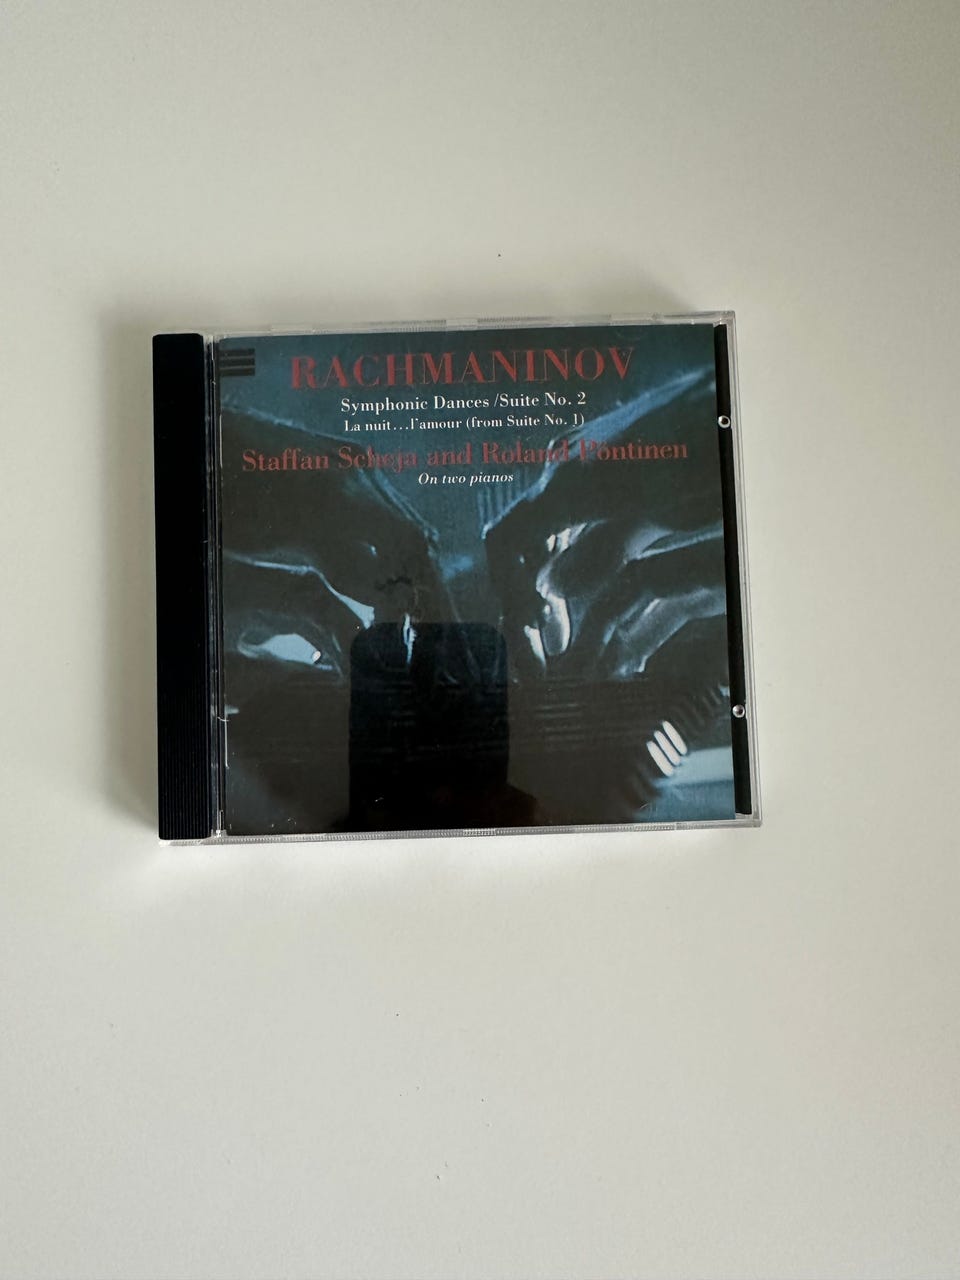 RACHMANINOV
Symphonic Dances /Suite No. 2
La nuit...l'amour (from Suite No. 1)
Staffan Scheja and Roland Pöntinen
On two pianos